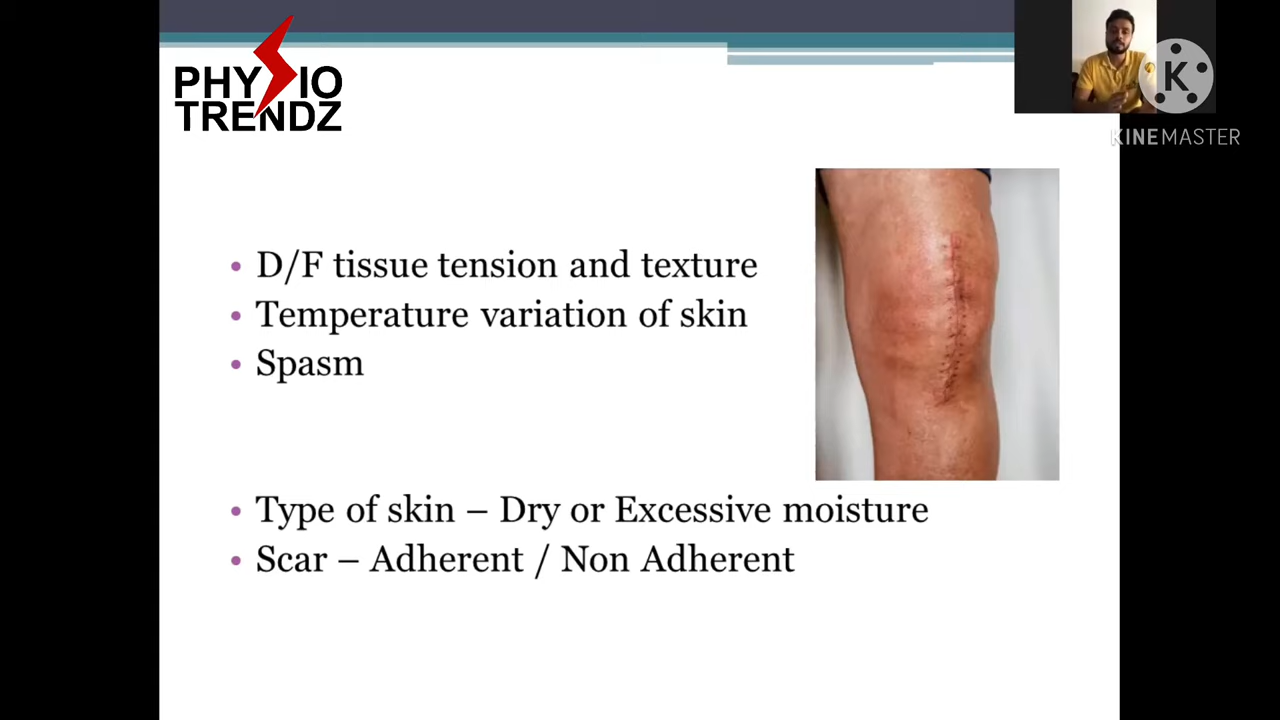 PHYSIO
TRENDZ
K
KINEMASTER
• D/F tissue tension and texture
• Temperature variation of skin
• Spasm
• Type of skin – Dry or Excessive moisture
• Scar – Adherent / Non Adherent